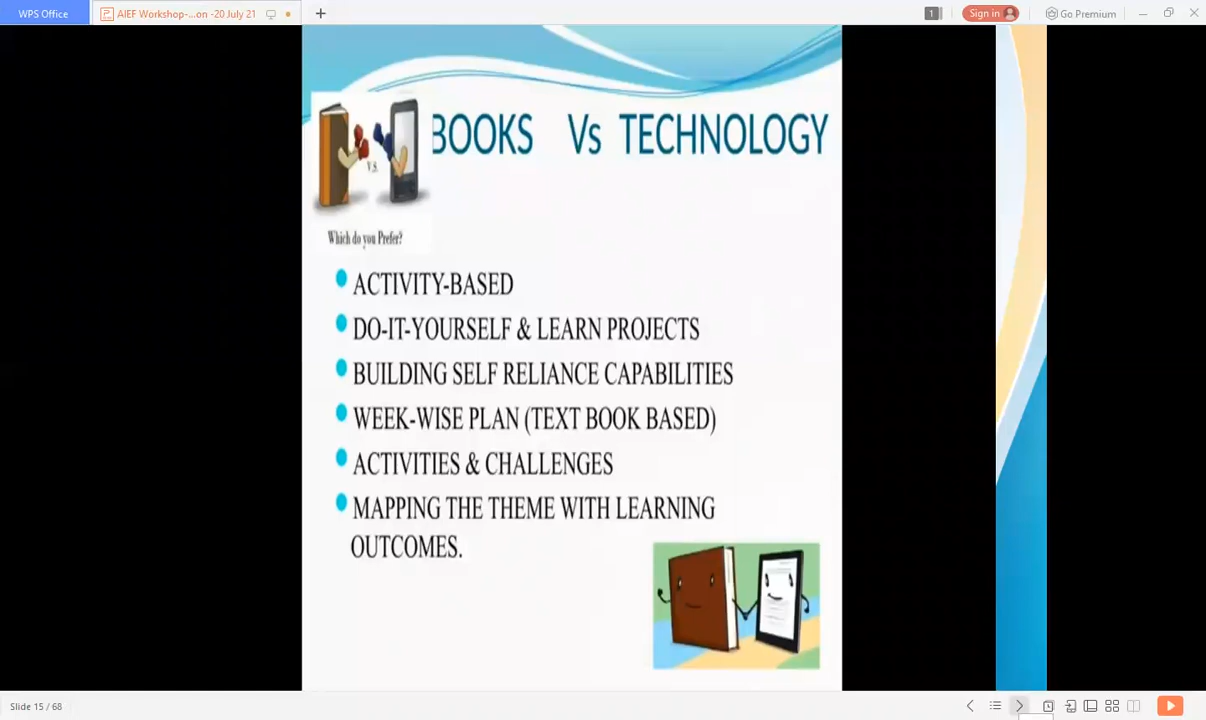 WPS Office
AIEF Workshop-...on -20 July 21
1
Sign in
Go Premium
BOOKS Vs TECHNOLOGY
V.S.
Which do you Prefer?
ACTIVITY-BASED
DO-IT-YOURSELF & LEARN PROJECTS
BUILDING SELF RELIANCE CAPABILITIES
WEEK-WISE PLAN (TEXT BOOK BASED)
ACTIVITIES & CHALLENGES
MAPPING THE THEME WITH LEARNING
OUTCOMES.
Slide 15 / 68